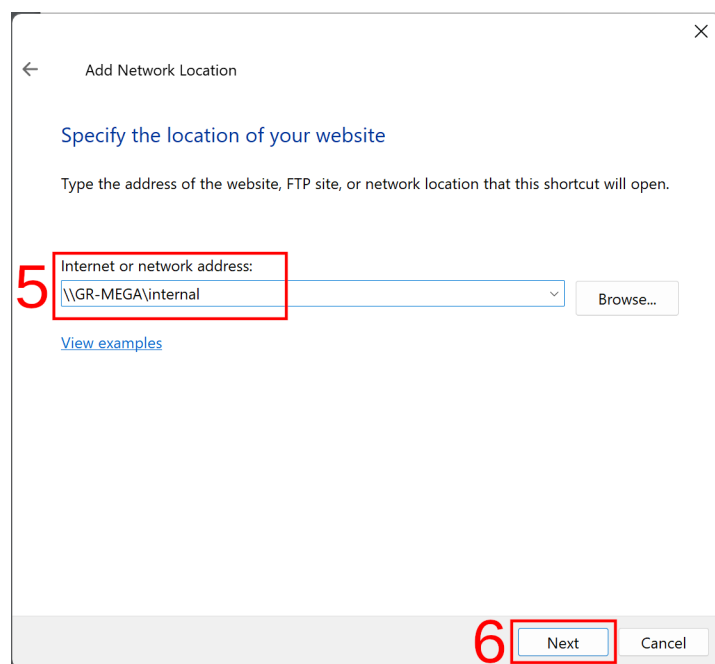 Add Network Location
Specify the location of your website
Type the address of the website, FTP site, or network location that this shortcut will open.
5
Internet or network address:
\\GR-MEGA\internal
Browse...
View examples
6
Next
Cancel